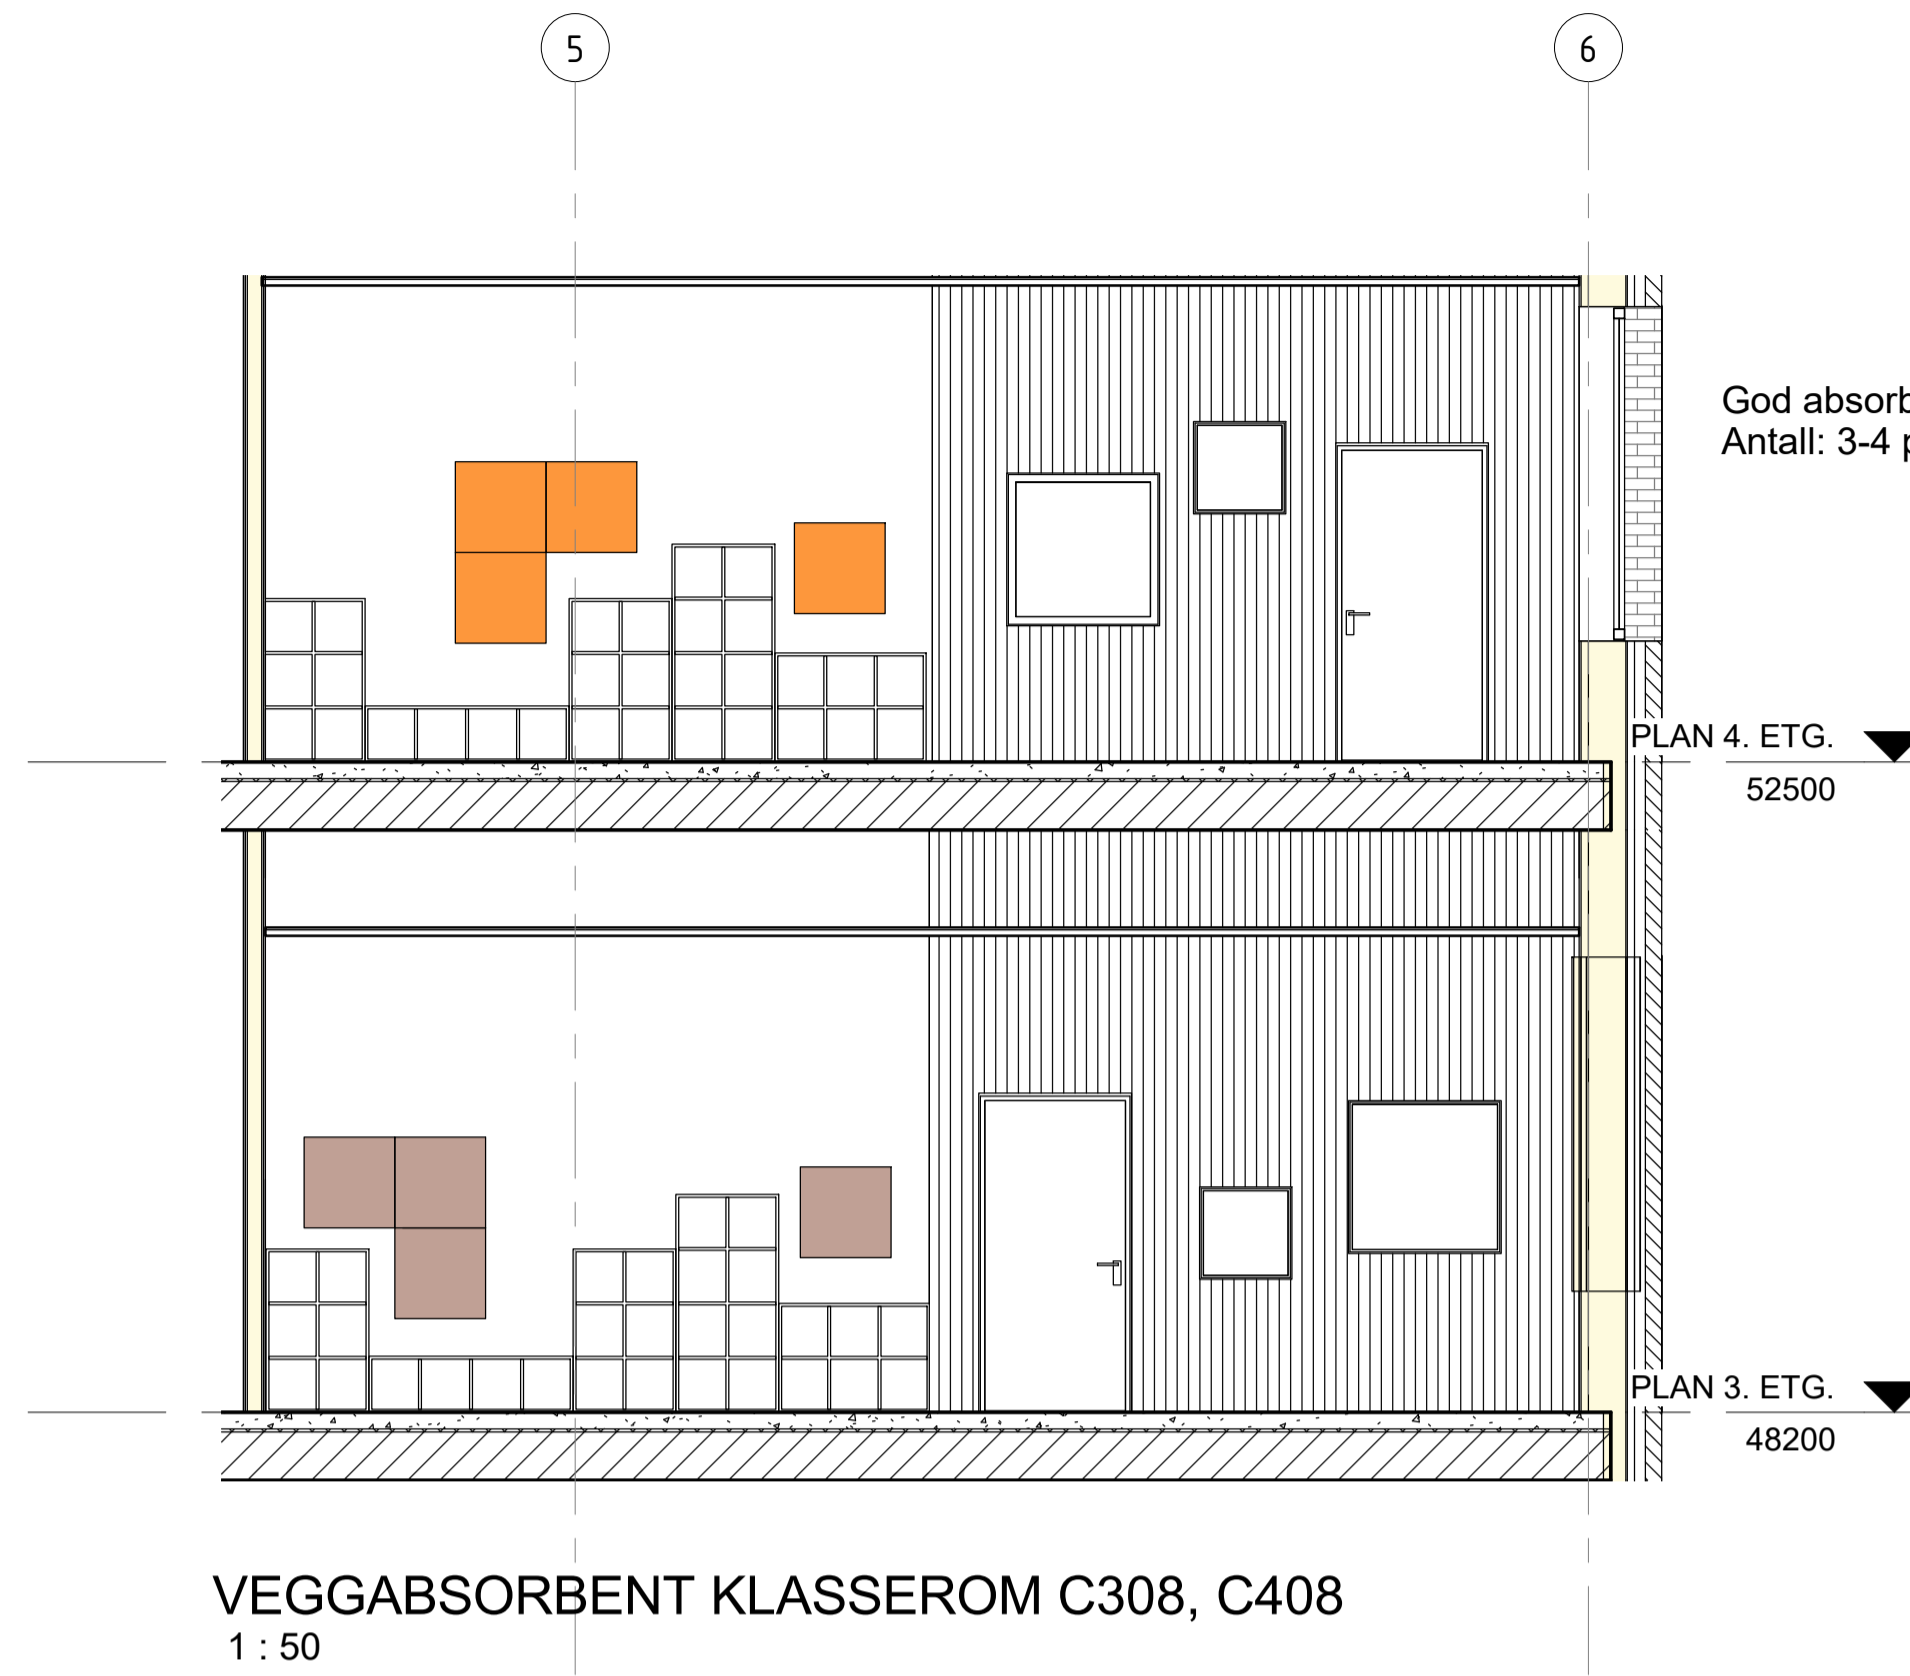 5
6
God absorb
Antall: 3-4 p
PLAN 4. ETG.
52500
PLAN 3. ETG.
48200
VEGGABSORBENT KLASSEROM C308, C408
1 : 50